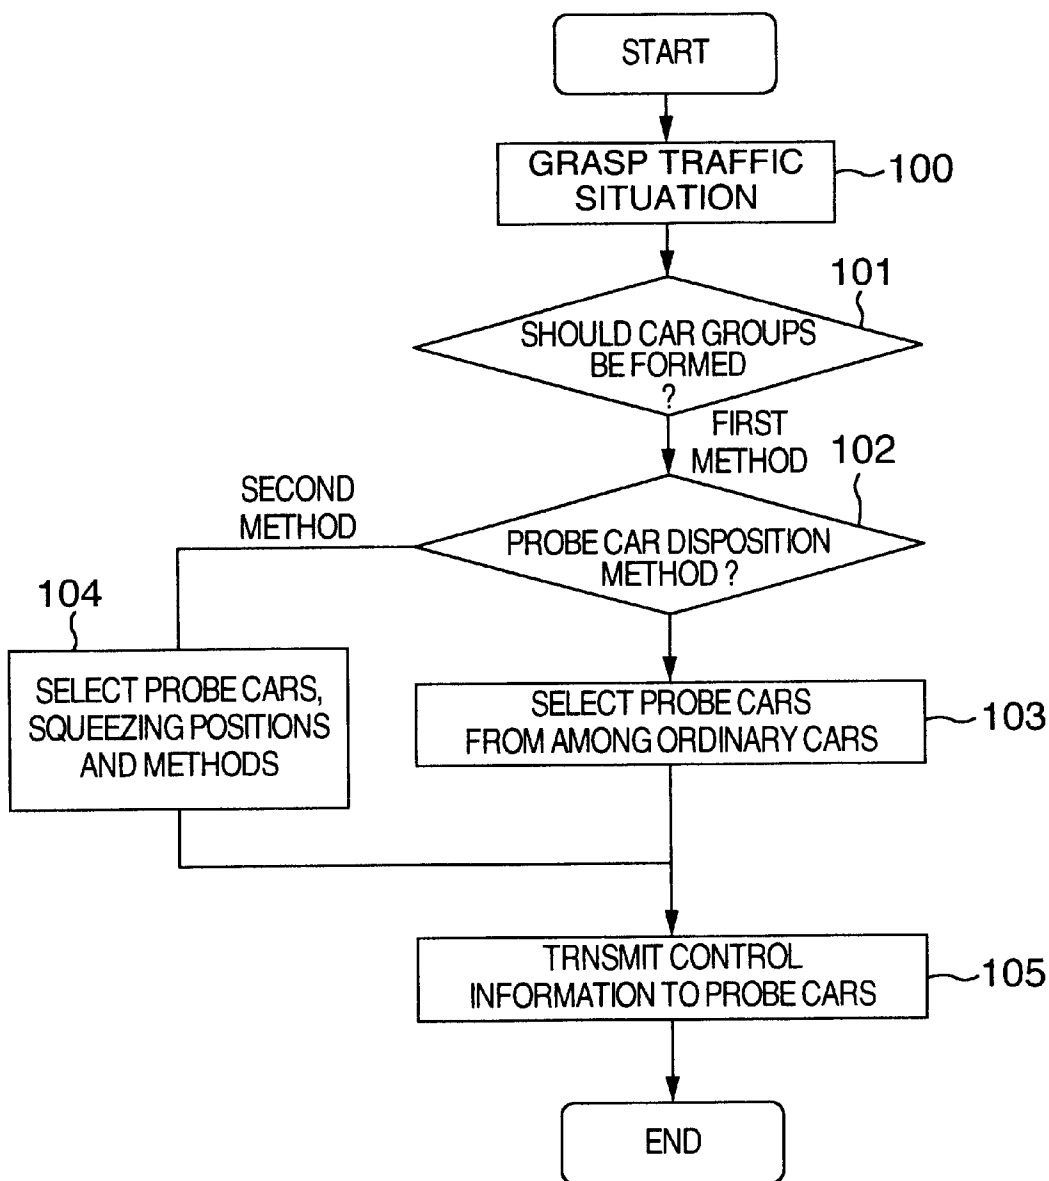 START
GRASP TRAFFIC
SITUATION
100
101
SHOULD CAR GROUPS
BE FORMED
?
FIRST
METHOD
102
SECOND
METHOD
PROBE CAR DISPOSITION
METHOD ?
104
SELECT PROBE CARS,
SQUEEZING POSITIONS
AND METHODS
SELECT PROBE CARS
FROM AMONG ORDINARY CARS
103
TRNSMIT CONTROL
INFORMATION TO PROBE CARS
105
END